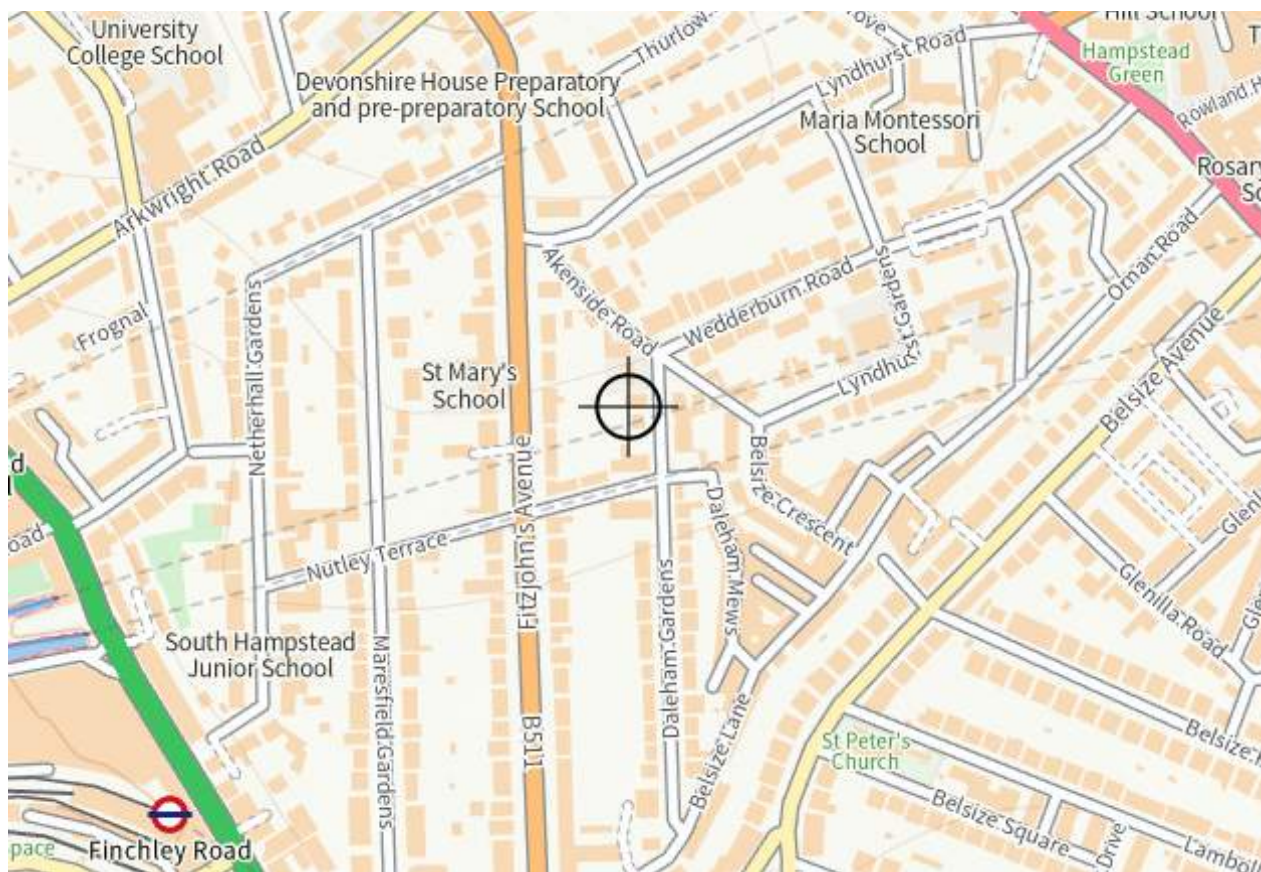 University
College School
Devonshire House Preparatory
and pre-preparatory School
Thurlow
Lyndhurst Road
Hill School
Hampstead
Green
Rowland H
Maria Montessori
School
Rosary
Arkwright Road
Akenside Road
Wedderburn Road
Lyndhurst Gardens
Ornan Road
Frognal
Netherhall Gardens
St Mary's
School
Lyndhurst
Belsize Avenue
Belsize Crescent
Fitzjohn's Avenue
Nutley Terrace
Daleham Mews
Daleham Gardens
Glenilla Road
South Hampstead
Junior School
Maresfield Gardens
B511
Belsize Lane
St Peter's
Church
Belsize
Belsize Square
Drive
Finchley Road